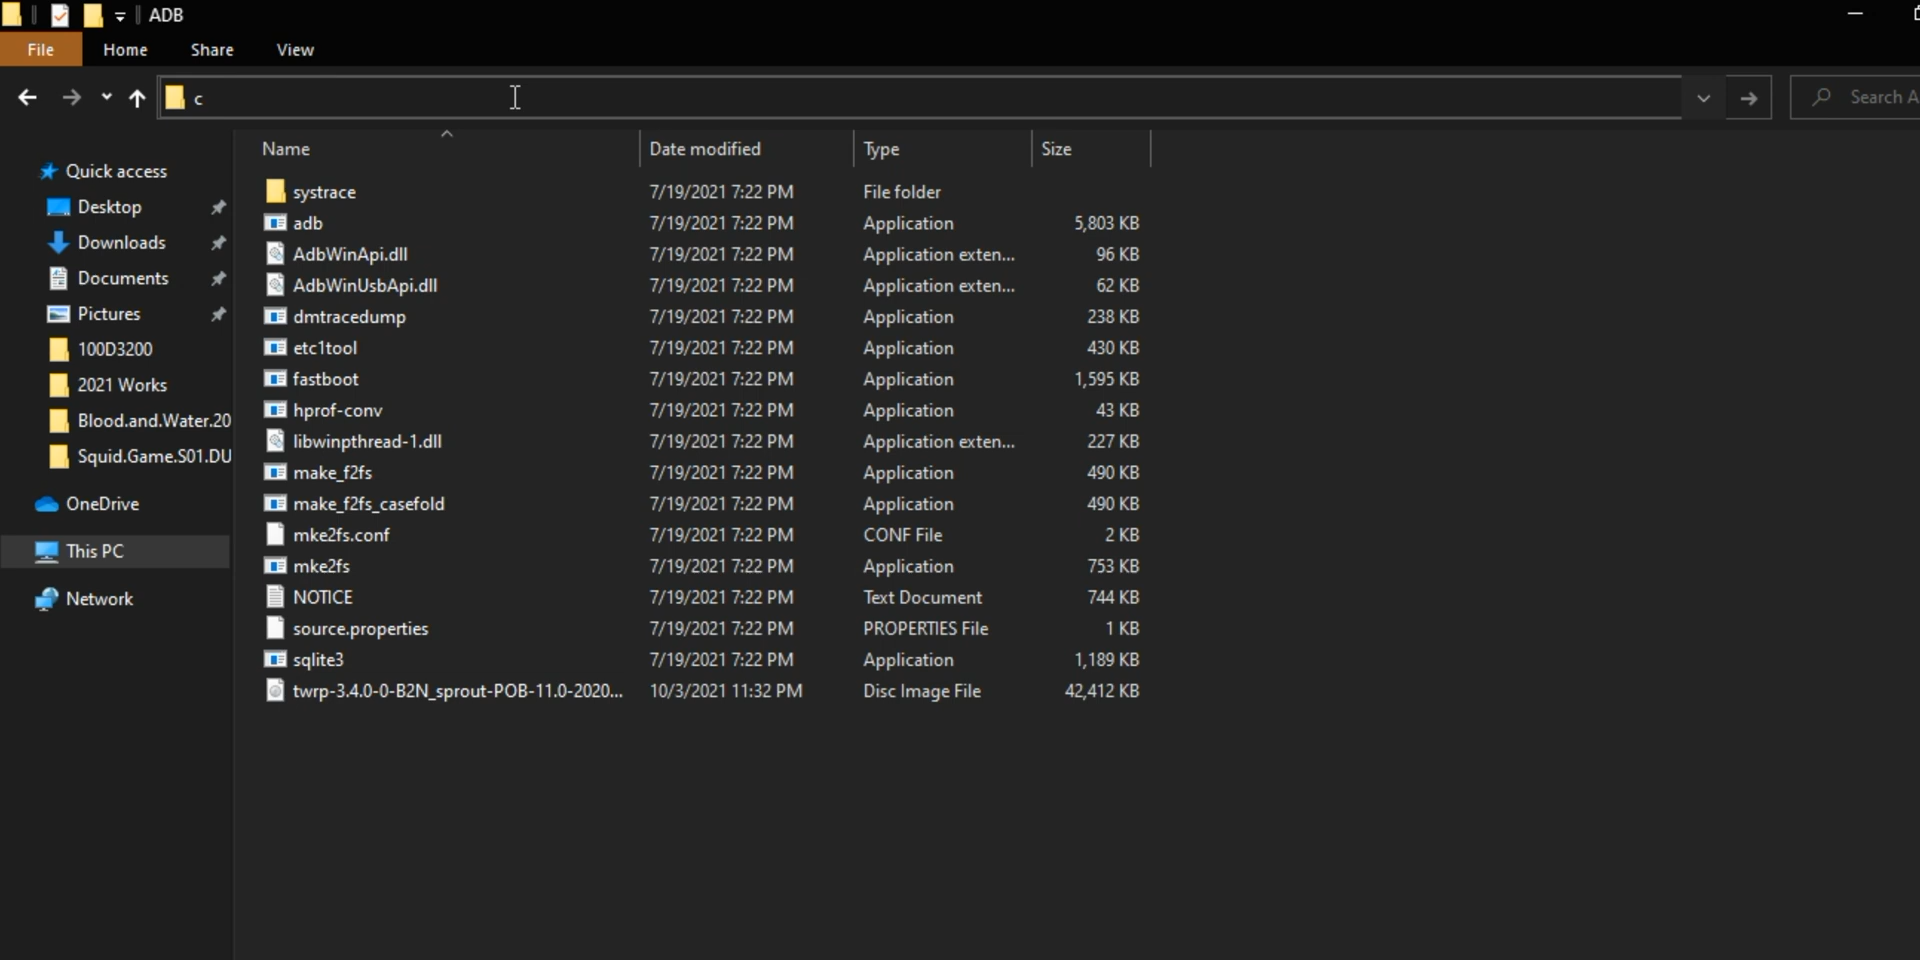 ADB
File Home Share View
c
Search A
Name Date modified Type Size
Quick access
Desktop
Downloads
Documents
Pictures
100D3200
2021 Works
Blood.and.Water.20
Squid.Game.S01.DU
OneDrive
This PC
Network
systrace 7/19/2021 7:22 PM File folder
adb 7/19/2021 7:22 PM Application 5,803 KB
AdbWinApi.dll 7/19/2021 7:22 PM Application exten... 96 KB
AdbWinUsbApi.dll 7/19/2021 7:22 PM Application exten... 62 KB
dmtracedump 7/19/2021 7:22 PM Application 238 KB
etc1tool 7/19/2021 7:22 PM Application 430 KB
fastboot 7/19/2021 7:22 PM Application 1,595 KB
hprof-conv 7/19/2021 7:22 PM Application 43 KB
libwinpthread-1.dll 7/19/2021 7:22 PM Application exten... 227 KB
make_f2fs 7/19/2021 7:22 PM Application 490 KB
make_f2fs_casefold 7/19/2021 7:22 PM Application 490 KB
mke2fs.conf 7/19/2021 7:22 PM CONF File 2 KB
mke2fs 7/19/2021 7:22 PM Application 753 KB
NOTICE 7/19/2021 7:22 PM Text Document 744 KB
source.properties 7/19/2021 7:22 PM PROPERTIES File 1 KB
sqlite3 7/19/2021 7:22 PM Application 1,189 KB
twrp-3.4.0-0-B2N_sprout-POB-11.0-2020... 10/3/2021 11:32 PM Disc Image File 42,412 KB